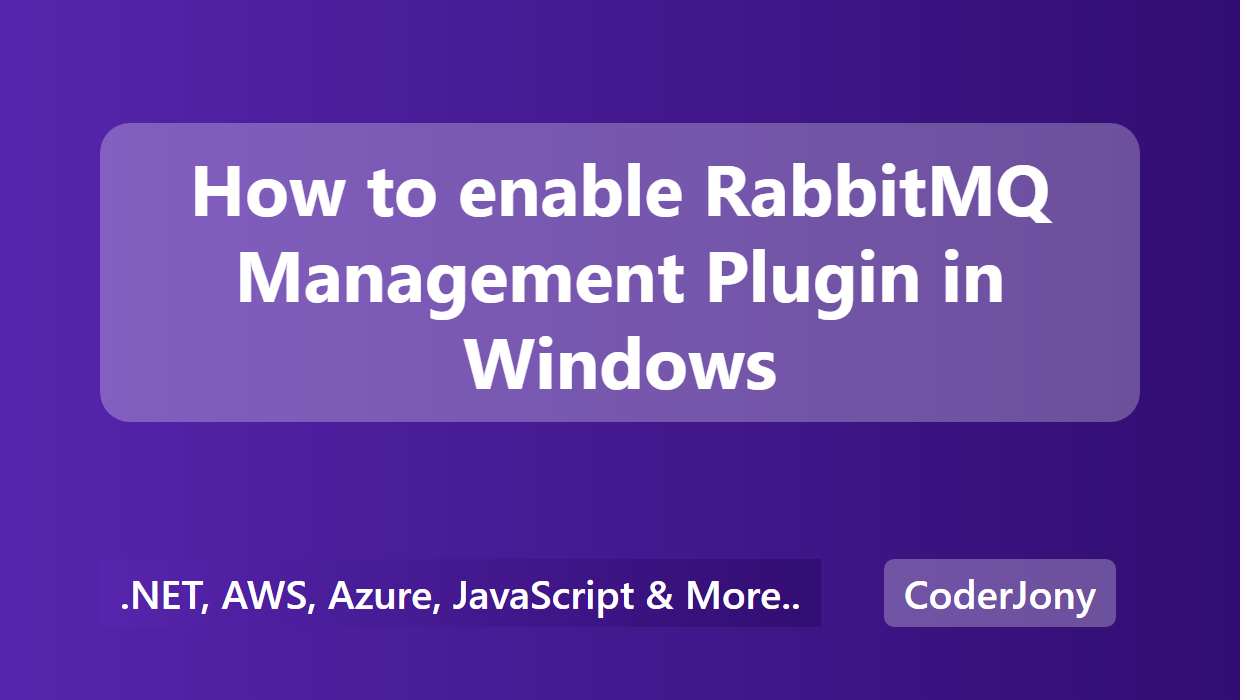 How to enable RabbitMQ
Management Plugin in
Windows
.NET, AWS, Azure, JavaScript & More..
CoderJony